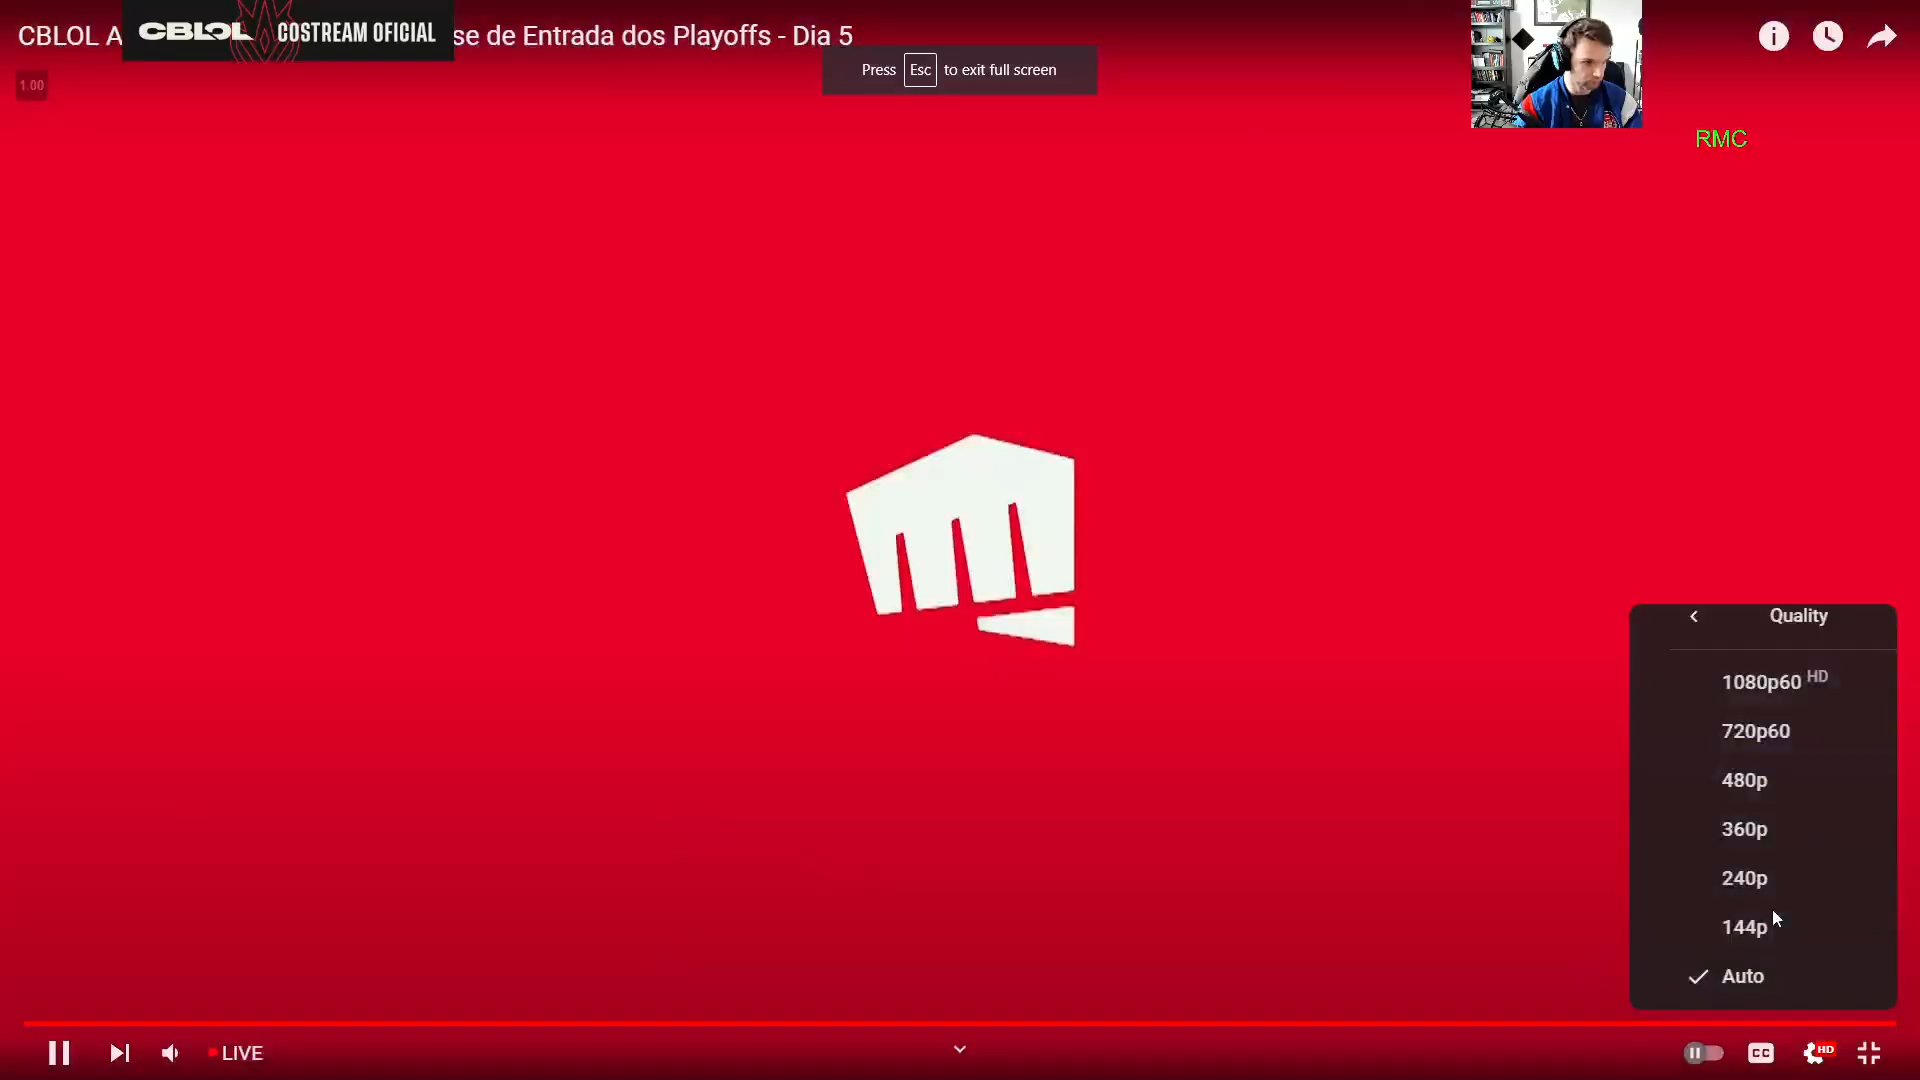 CBLOL A
CBLOL COSTREAM OFICIAL
se de Entrada dos Playoffs - Dia 5
Press Esc to exit full screen
1.00
RMC
Quality
1080p60 HD
720p60
480p
360p
240p
144p
Auto
LIVE
CC
HD